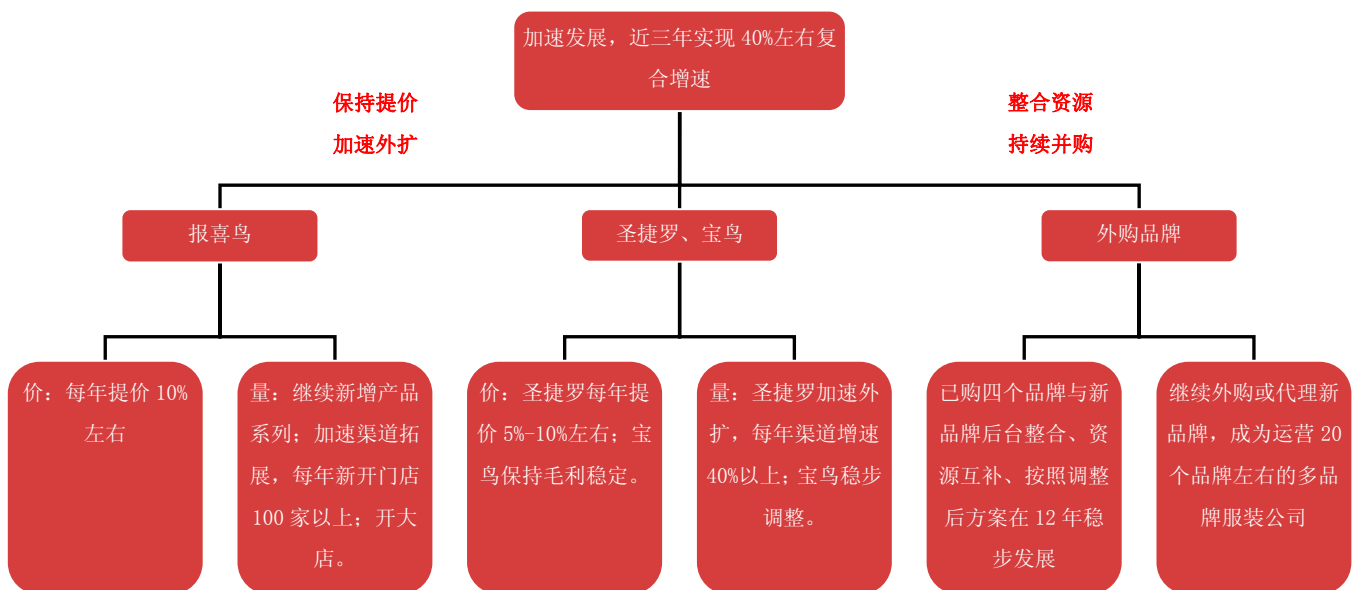 加速发展，近三年实现 40%左右复
合增速
保持提价
加速外扩
整合资源
持续并购
报喜鸟
圣捷罗、宝鸟
外购品牌
价：每年提价 10%
左右
量：继续新增产品
系列；加速渠道拓
展，每年新开门店
100 家以上；开大
店。
价：圣捷罗每年提
价 5%-10%左右；宝
鸟保持毛利稳定。
量：圣捷罗加速外
扩，每年渠道增速
40%以上；宝鸟稳步
调整。
已购四个品牌与新
品牌后台整合、资
源互补、按照调整
后方案在 12 年稳
步发展
继续外购或代理新
品牌，成为运营 20
个品牌左右的多品
牌服装公司